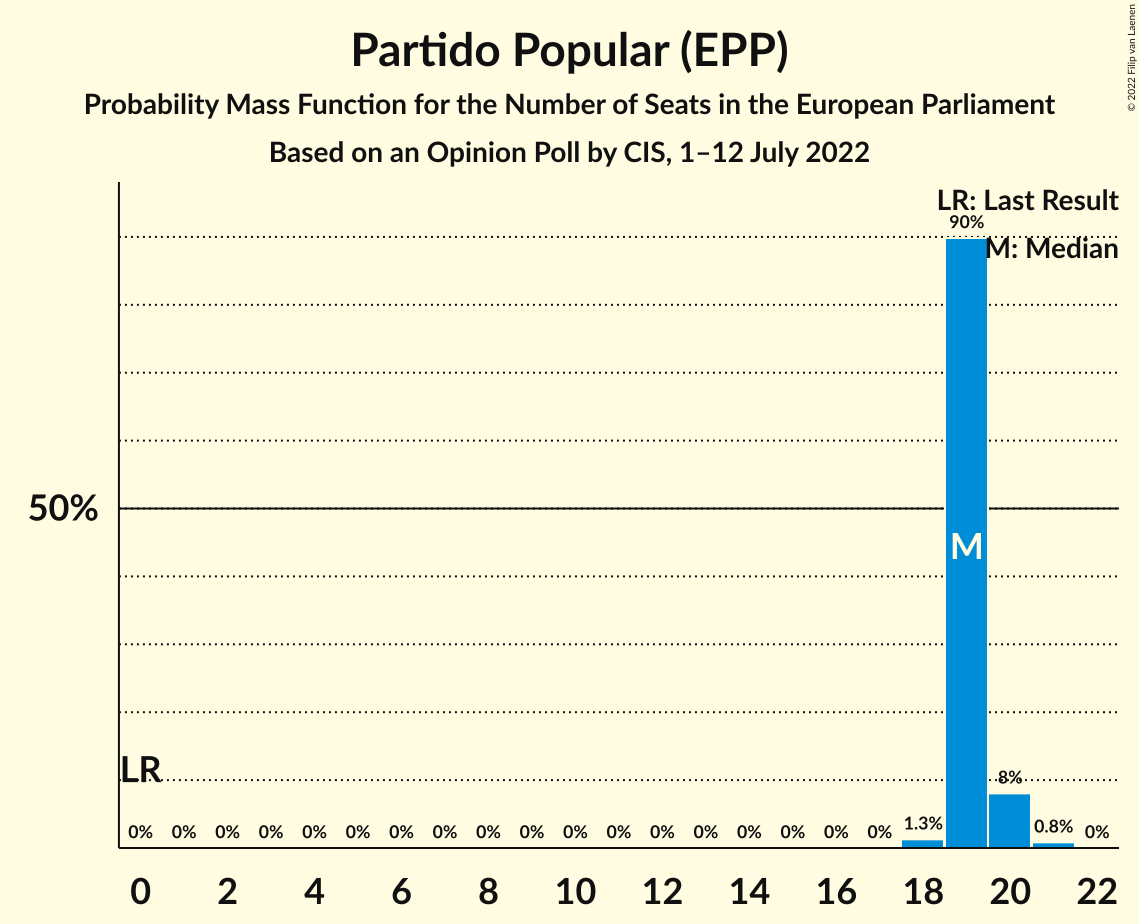 Partido Popular (EPP)
Probability Mass Function for the Number of Seats in the European Parliament
Based on an Opinion Poll by CIS, 1–12 July 2022
© 2022 Filip van Laenen
LR: Last Result
90%
M: Median
50%
M
LR
8%
0% 0% 0% 0% 0% 0% 0% 0% 0% 0% 0% 0% 0% 0% 0% 0% 0% 0% 1.3% 0.8% 0%
0 2 4 6 8 10 12 14 16 18 20 22